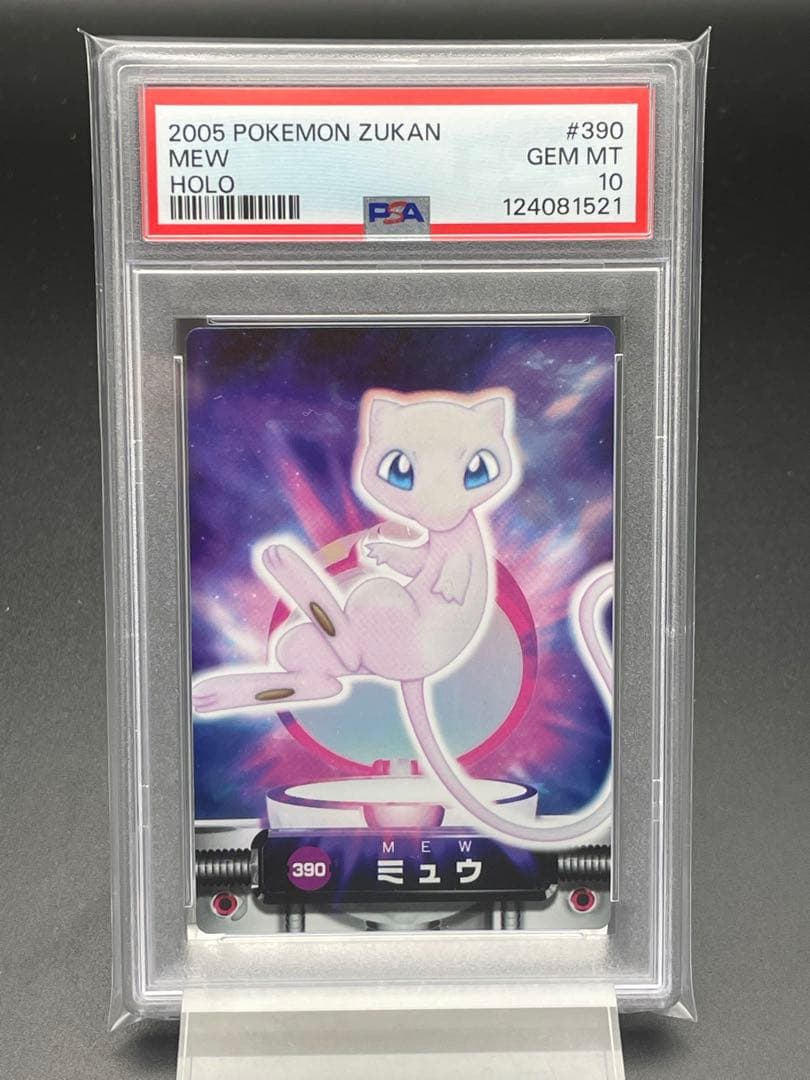 2005 POKEMON ZUKAN #390
MEW GEM MT
HOLO 10
PSA 124081521
MEW
390 ミュウ